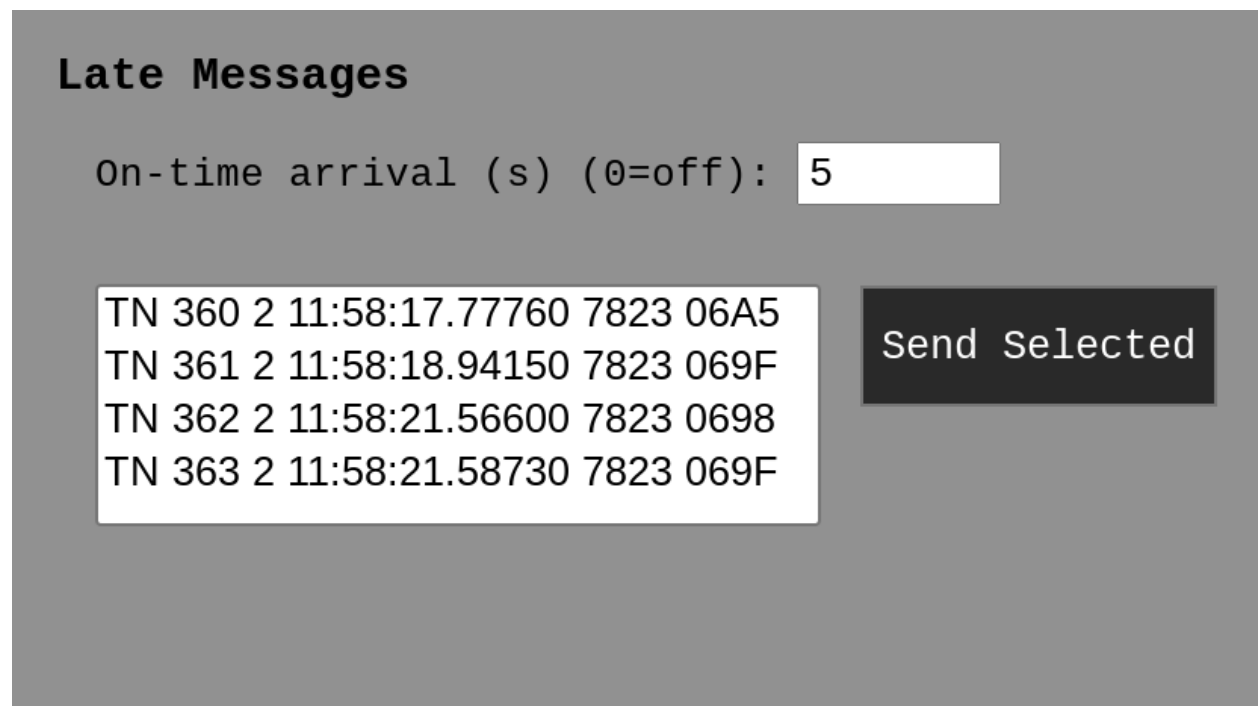 Late Messages
On-time arrival (s) (0=off): 5
TN 360 2 11:58:17.77760 7823 06A5
TN 361 2 11:58:18.94150 7823 069F
TN 362 2 11:58:21.56600 7823 0698
TN 363 2 11:58:21.58730 7823 069F
Send Selected